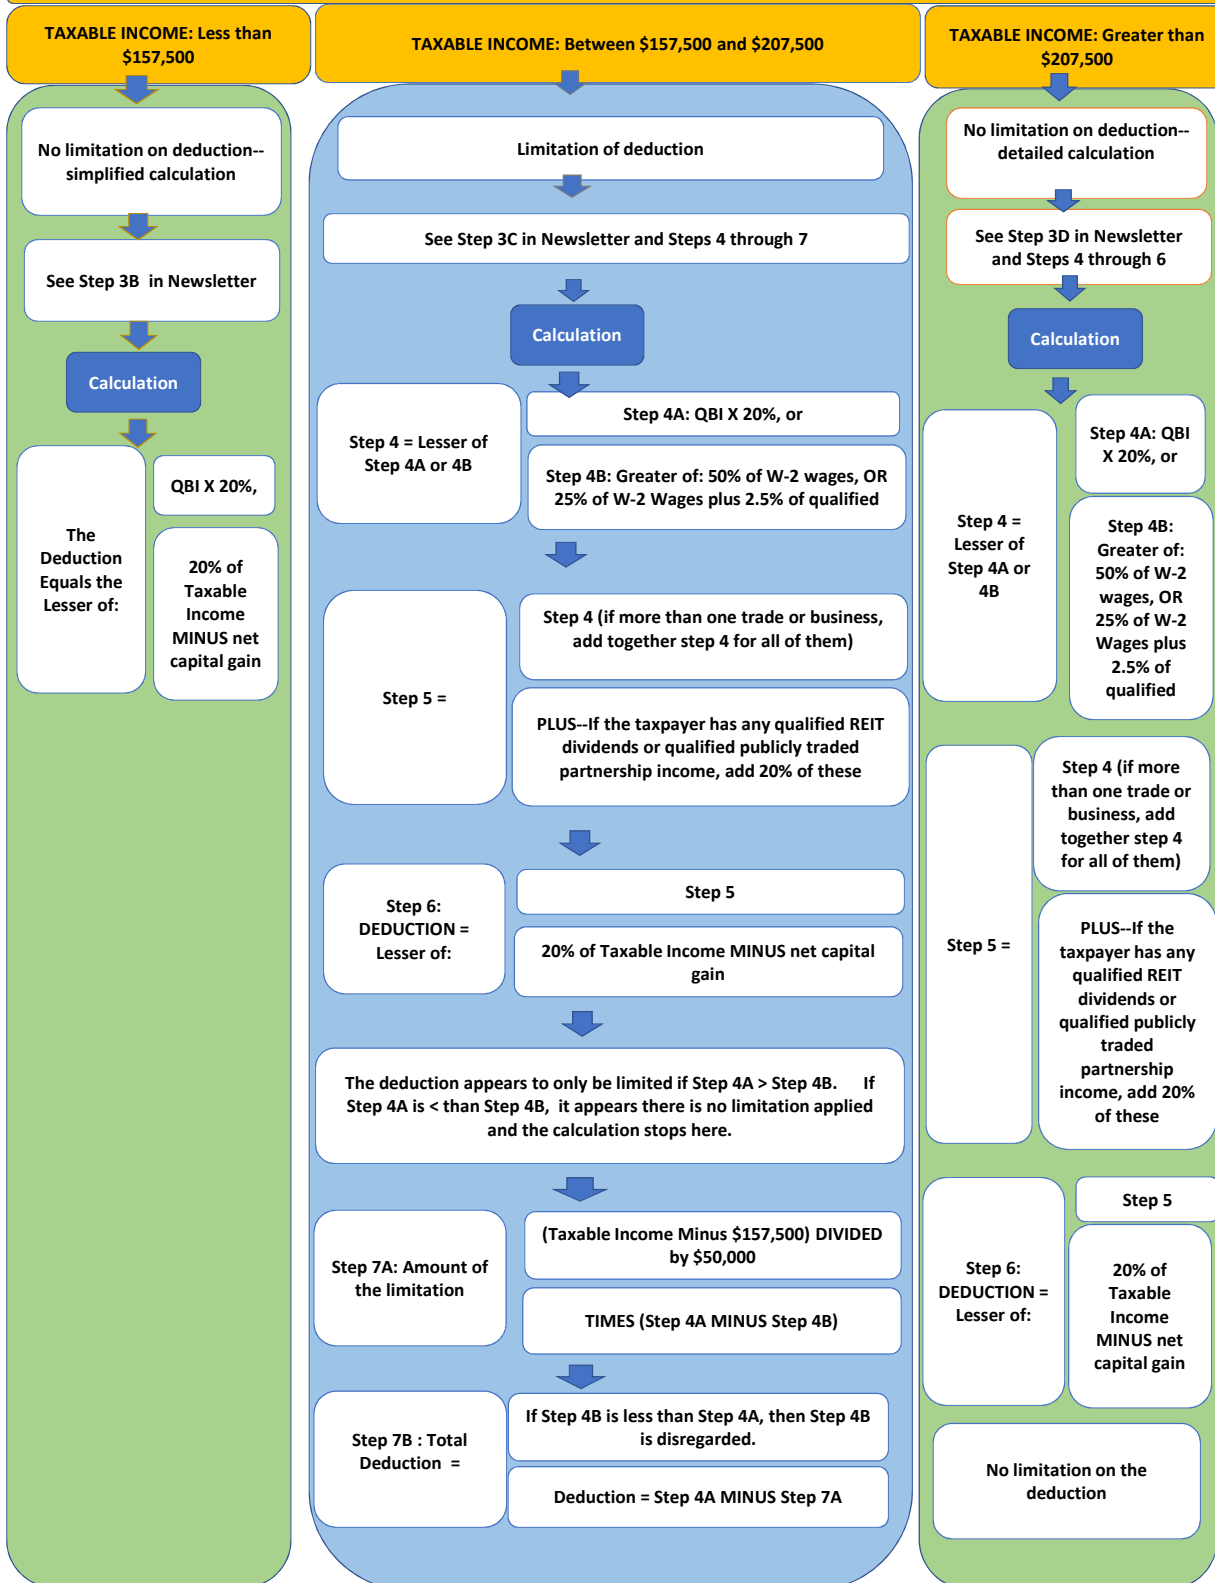 TAXABLE INCOME: Less than
$157,500
No limitation on deduction--
simplified calculation
See Step 3B in Newsletter
Calculation
The
Deduction
Equals the
Lesser of:
QBI X 20%,
20% of
Taxable
Income
MINUS net
capital gain
TAXABLE INCOME: Between $157,500 and $207,500
Limitation of deduction
See Step 3C in Newsletter and Steps 4 through 7
Calculation
Step 4 = Lesser of
Step 4A or 4B
Step 4A: QBI X 20%, or
Step 4B: Greater of: 50% of W-2 wages, OR
25% of W-2 Wages plus 2.5% of qualified
Step 5 =
Step 4 (if more than one trade or business,
add together step 4 for all of them)
PLUS--If the taxpayer has any qualified REIT
dividends or qualified publicly traded
partnership income, add 20% of these
Step 6:
DEDUCTION =
Lesser of:
Step 5
20% of Taxable Income MINUS net capital
gain
The deduction appears to only be limited if Step 4A > Step 4B. If
Step 4A is < than Step 4B, it appears there is no limitation applied
and the calculation stops here.
Step 7A: Amount of
the limitation
(Taxable Income Minus $157,500) DIVIDED
by $50,000
TIMES (Step 4A MINUS Step 4B)
Step 7B : Total
Deduction =
If Step 4B is less than Step 4A, then Step 4B
is disregarded.
Deduction = Step 4A MINUS Step 7A
TAXABLE INCOME: Greater than
$207,500
No limitation on deduction--
detailed calculation
See Step 3D in Newsletter
and Steps 4 through 6
Calculation
Step 4 =
Lesser of
Step 4A or
4B
Step 4A: QBI
X 20%, or
Step 4B:
Greater of:
50% of W-2
wages, OR
25% of W-2
Wages plus
2.5% of
qualified
Step 5 =
Step 4 (if more
than one trade or
business, add
together step 4
for all of them)
PLUS--If the
taxpayer has any
qualified REIT
dividends or
qualified publicly
traded
partnership
income, add 20%
of these
Step 6:
DEDUCTION =
Lesser of:
Step 5
20% of
Taxable
Income
MINUS net
capital gain
No limitation on the
deduction